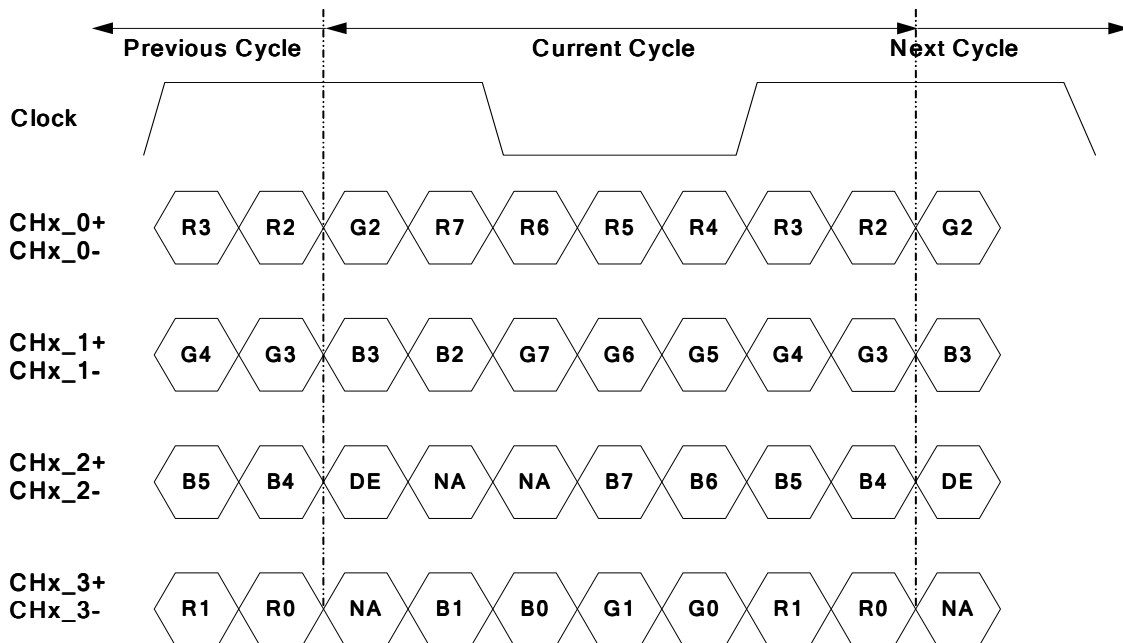 Previous Cycle Current Cycle Next Cycle
Clock
CHx_0+
CHx_0-
R3 R2 G2 R7 R6 R5 R4 R3 R2 G2
CHx_1+
CHx_1-
G4 G3 B3 B2 G7 G6 G5 G4 G3 B3
CHx_2+
CHx_2-
B5 B4 DE NA NA B7 B6 B5 B4 DE
CHx_3+
CHx_3-
R1 R0 NA B1 B0 G1 G0 R1 R0 NA